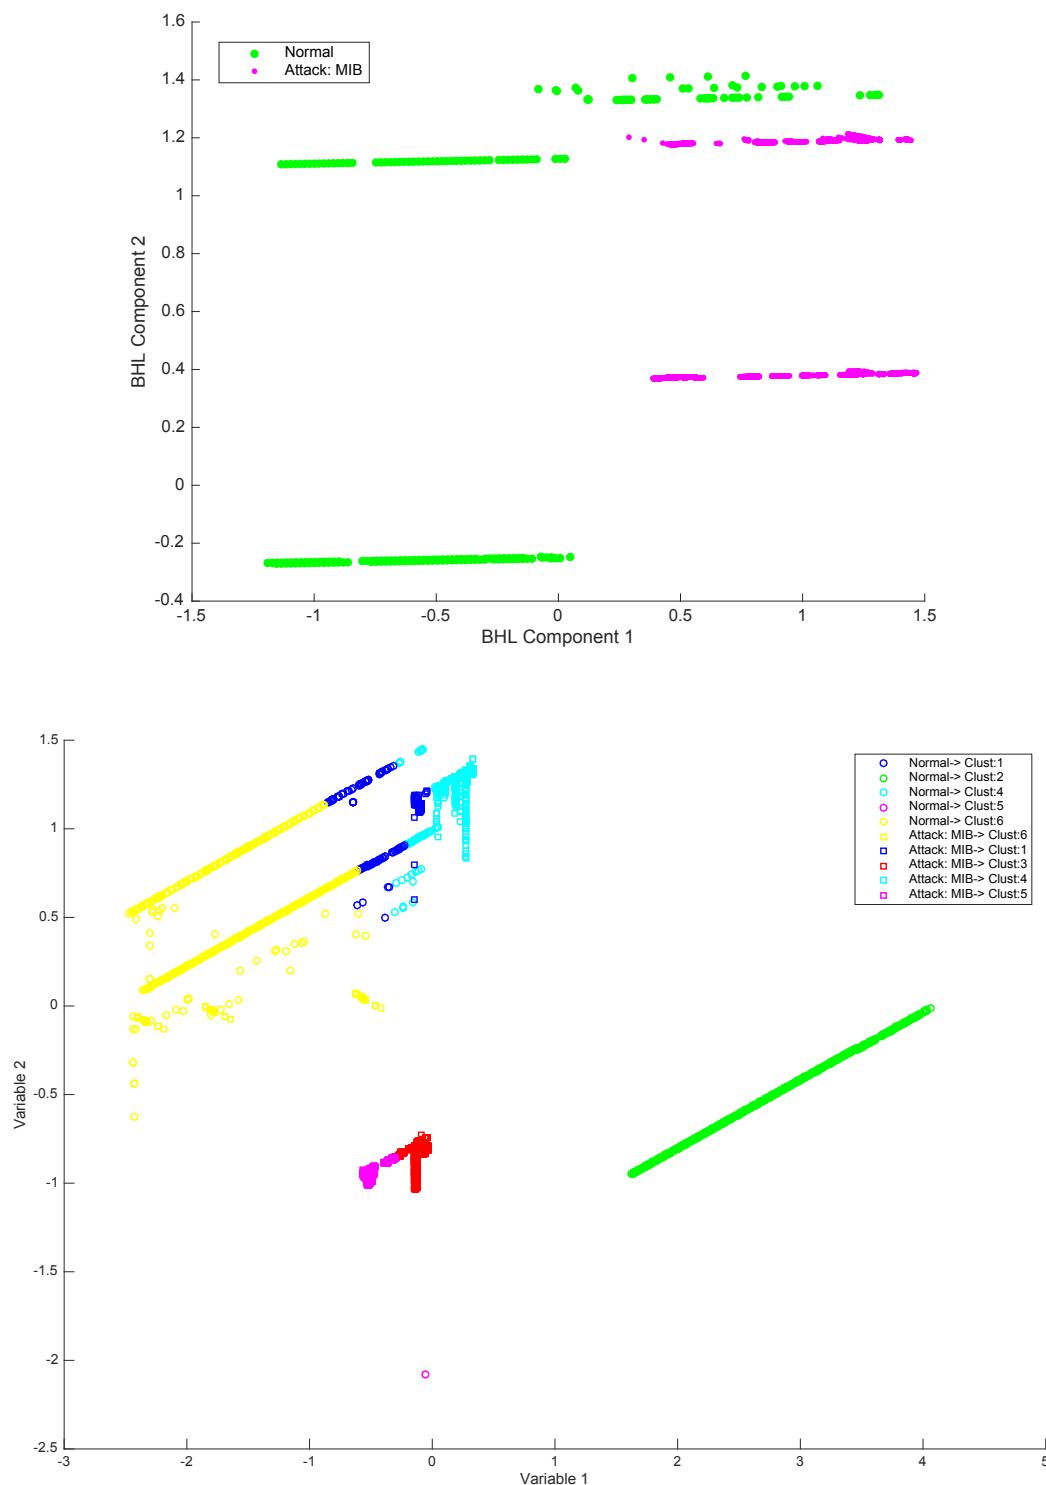 1.6
Normal
Attack: MIB
1.4
1.2
1
0.8
0.6
0.4
0.2
0
-0.2
-0.4
BHL Component 2
-1.5 -1 -0.5 0 0.5 1 1.5
BHL Component 1
1.5
1
0.5
0
-0.5
-1
-1.5
-2
-2.5
Variable 2
Normal-> Clust:1
Normal-> Clust:2
Normal-> Clust:4
Normal-> Clust:5
Normal-> Clust:6
Attack: MIB-> Clust:6
Attack: MIB-> Clust:1
Attack: MIB-> Clust:3
Attack: MIB-> Clust:4
Attack: MIB-> Clust:5
-3 -2 -1 0 1 2 3 4 5
Variable 1